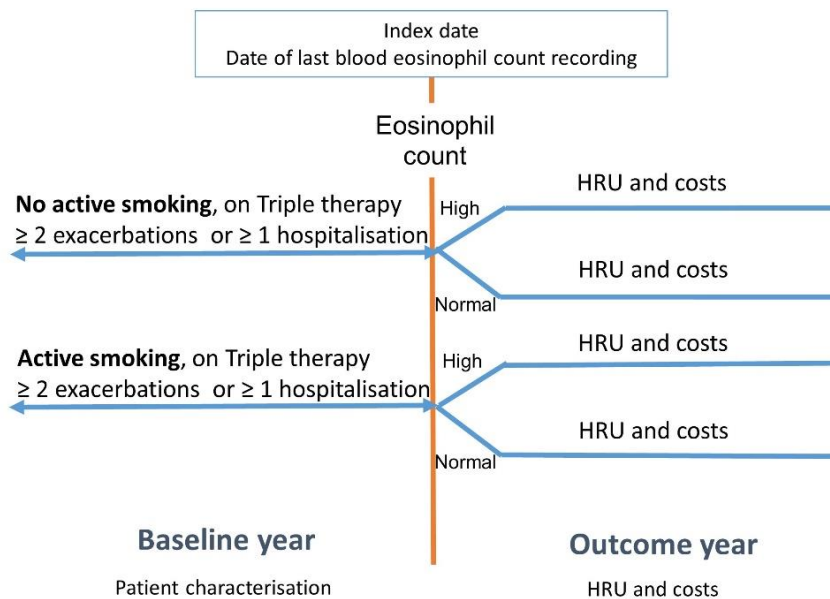 Index date
Date of last blood eosinophil count recording
Eosinophil
count
No active smoking, on Triple therapy
≥ 2 exacerbations or ≥ 1 hospitalisation
High
HRU and costs
Normal
HRU and costs
Active smoking, on Triple therapy
≥ 2 exacerbations or ≥ 1 hospitalisation
High
HRU and costs
Normal
HRU and costs
Baseline year
Outcome year
Patient characterisation
HRU and costs